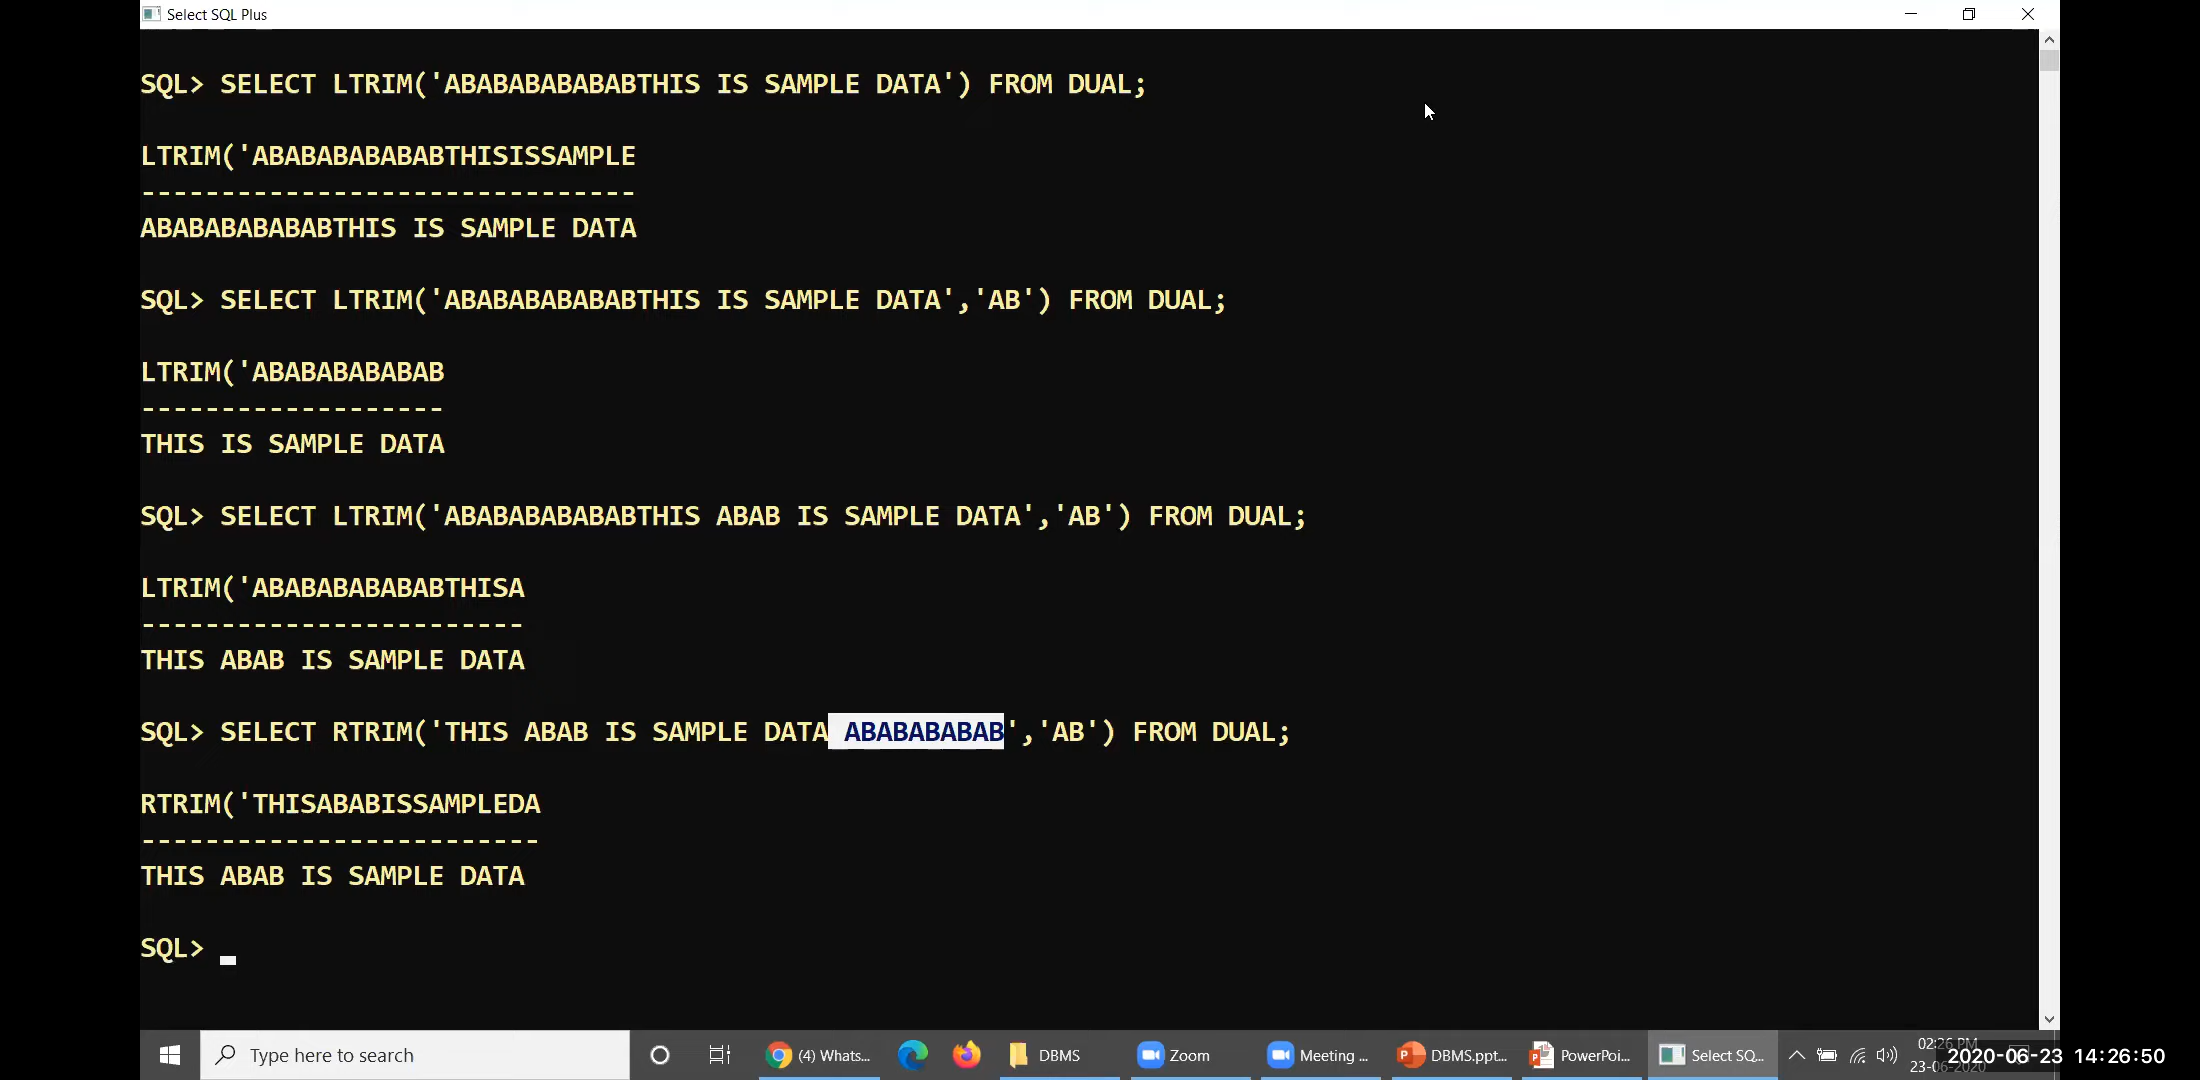 Select SQL Plus
SQL> SELECT LTRIM('ABABABABABABTHIS IS SAMPLE DATA') FROM DUAL;
LTRIM('ABABABABABABTHISISSAMPLE
-------------------------------
ABABABABABABTHIS IS SAMPLE DATA
SQL> SELECT LTRIM('ABABABABABABTHIS IS SAMPLE DATA','AB') FROM DUAL;
LTRIM('ABABABABABAB
-------------------
THIS IS SAMPLE DATA
SQL> SELECT LTRIM('ABABABABABABTHIS ABAB IS SAMPLE DATA','AB') FROM DUAL;
LTRIM('ABABABABABABTHISA
------------------------
THIS ABAB IS SAMPLE DATA
SQL> SELECT RTRIM('THIS ABAB IS SAMPLE DATA ABABABABAB','AB') FROM DUAL;
RTRIM('THISABABISSAMPLEDA
-------------------------
THIS ABAB IS SAMPLE DATA
SQL>
Type here to search (4) Whats... DBMS Zoom Meeting ... DBMS.ppt... PowerPoi... Select SQ... 02:26 PM
23-06-2020
2020-06-23 14:26:50